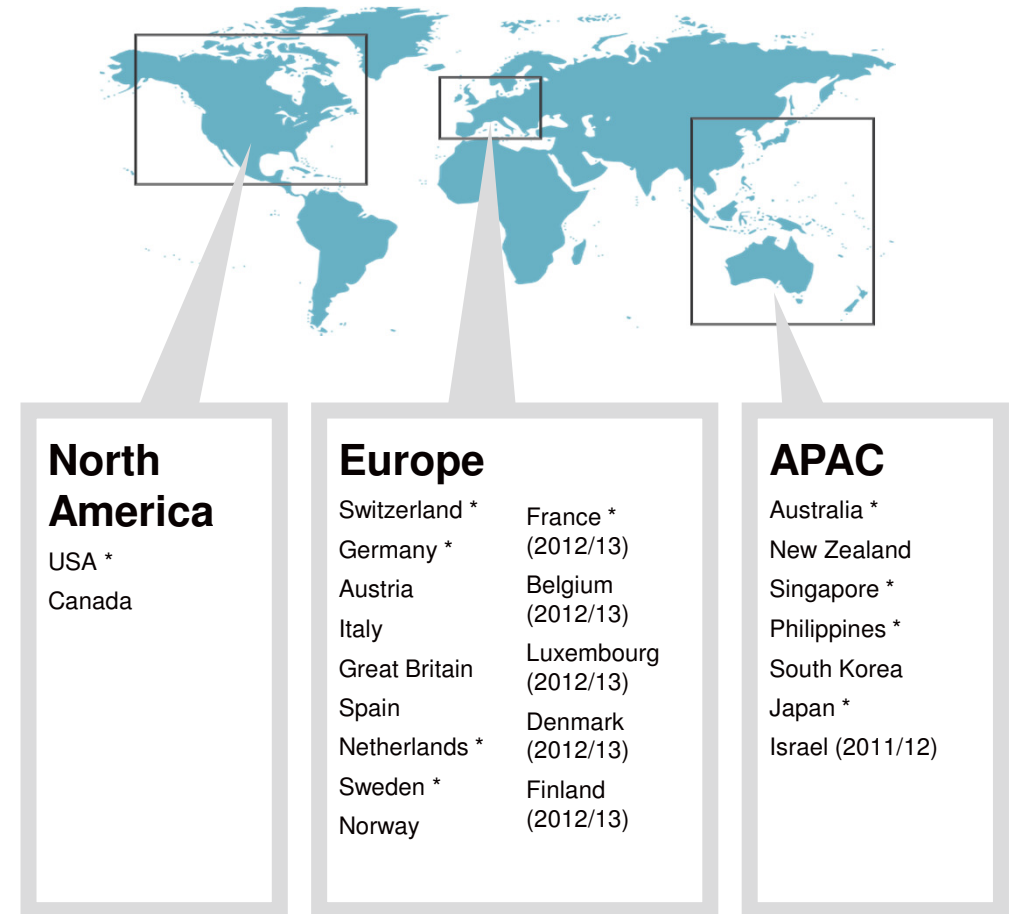 North
America
USA *
Canada
Europe
Switzerland *
Germany *
Austria
Italy
Great Britain
Spain
Netherlands *
Sweden *
Norway
France *
(2012/13)
Belgium
(2012/13)
Luxembourg
(2012/13)
Denmark
(2012/13)
Finland
(2012/13)
APAC
Australia *
New Zealand
Singapore *
Philippines *
South Korea
Japan *
Israel (2011/12)